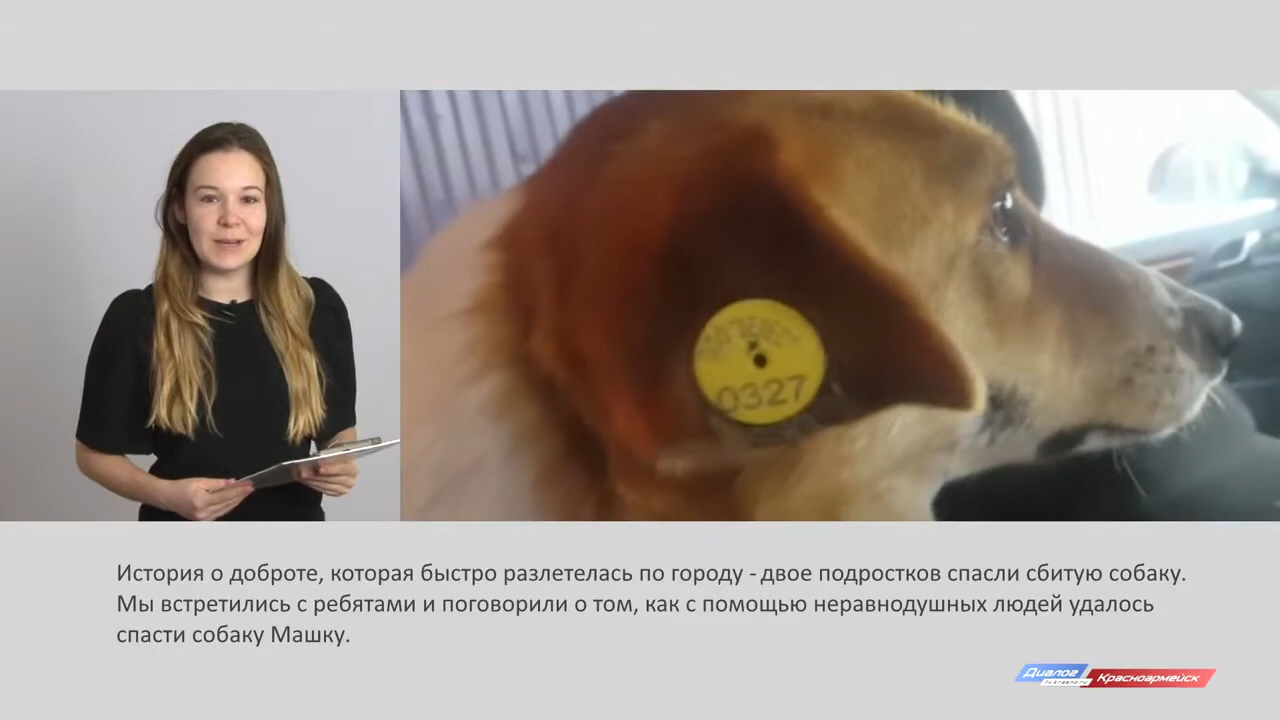 0327
История о доброте, которая быстро разлетелась по городу - двое подростков спасли сбитую собаку.
Мы встретились с ребятами и поговорили о том, как с помощью неравнодушных людей удалось
спасти собаку Машку.
Диалог Красноармейск